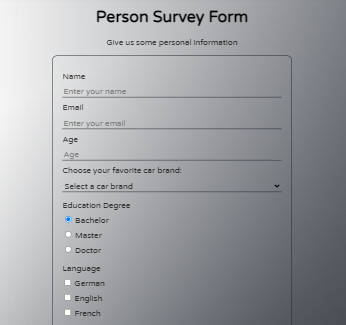 Person Survey Form
Give us some personal Information
Name
Enter your name
Email
Enter your email
Age
Age
Choose your favorite car brand:
Select a car brand
Education Degree
Bachelor
Master
Doctor
Language
German
English
French